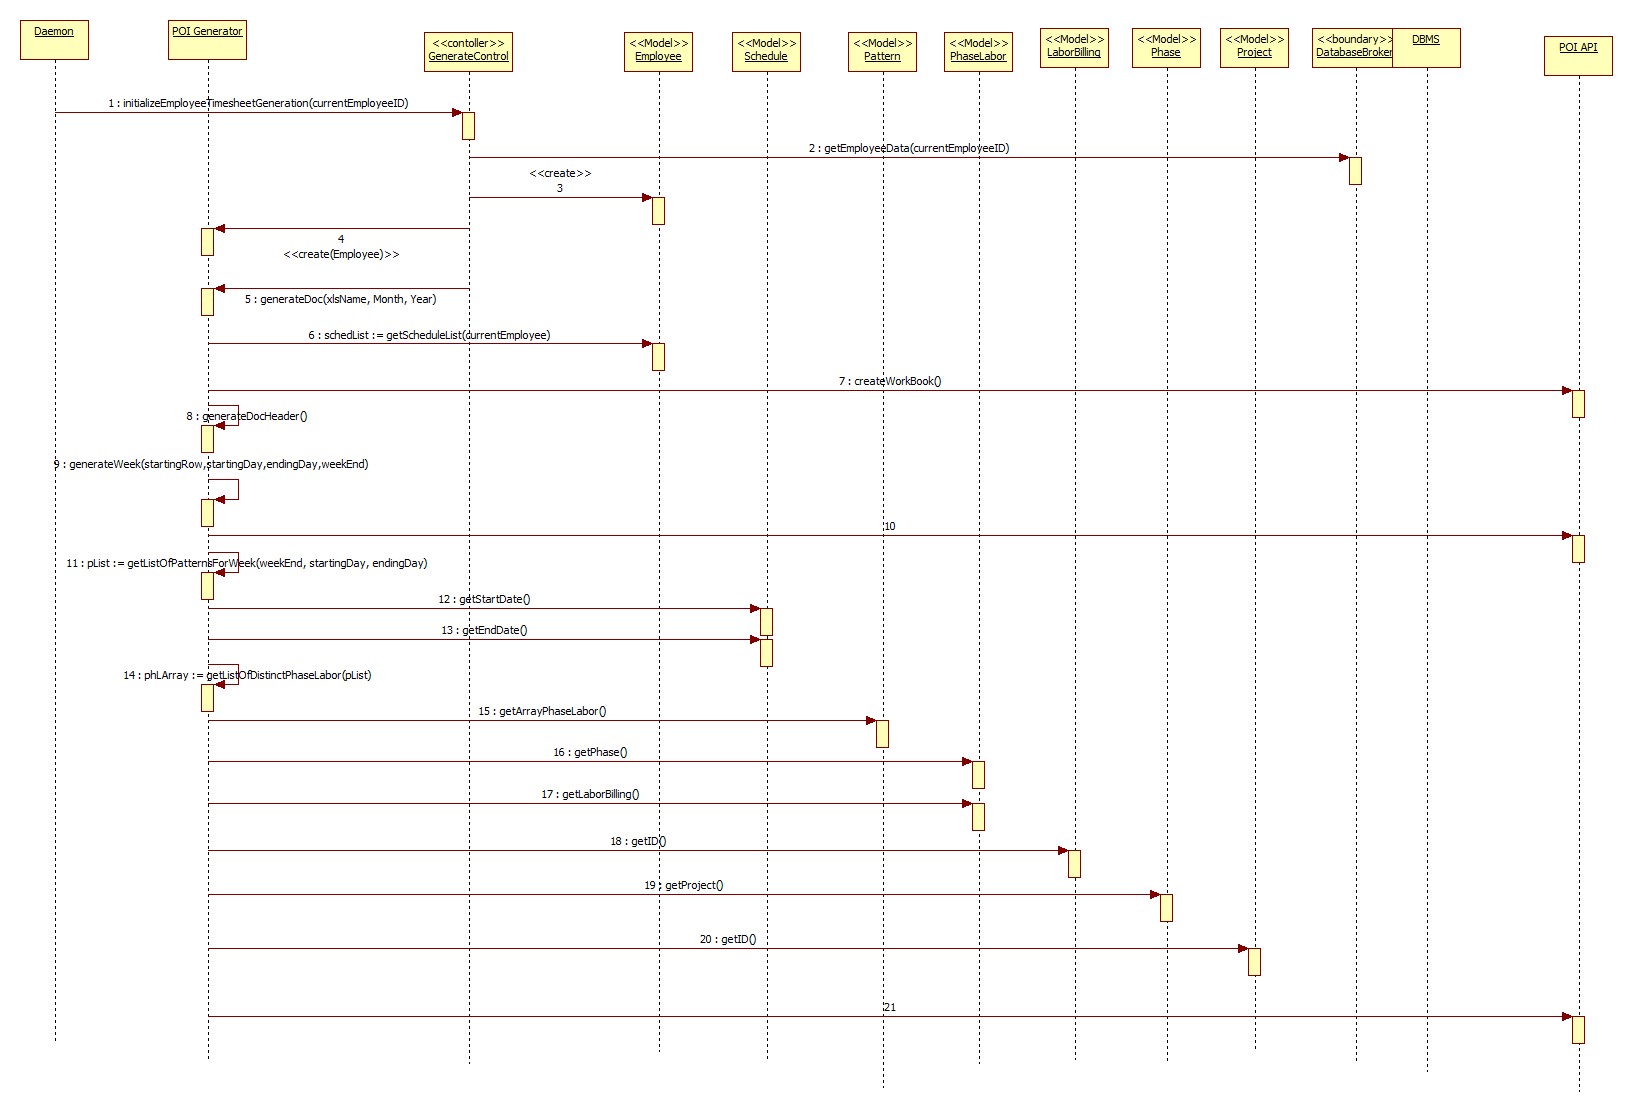 Daemon
POI Generator
<<contoller>>
GenerateControl
<<Model>>
Employee
<<Model>>
Schedule
<<Model>>
Pattern
<<Model>>
PhaseLabor
<<Model>>
LaborBilling
<<Model>>
Phase
<<Model>>
Project
<<boundary>>
DatabaseBroker
DBMS
POI API
1 : initializeEmployeeTimesheetGeneration(currentEmployeeID)
2 : getEmployeeData(currentEmployeeID)
<<create>>
3
4
<<create(Employee)>>
5 : generateDoc(xlsName, Month, Year)
6 : schedList := getScheduleList(currentEmployee)
7 : createWorkBook()
8 : generateDocHeader()
9 : generateWeek(startingRow,startingDay,endingDay,weekEnd)
10
11 : pList := getListOfPatternsForWeek(weekEnd, startingDay, endingDay)
12 : getStartDate()
13 : getEndDate()
14 : phLArray := getListOfDistinctPhaseLabor(pList)
15 : getArrayPhaseLabor()
16 : getPhase()
17 : getLaborBilling()
18 : getID()
19 : getProject()
20 : getID()
21